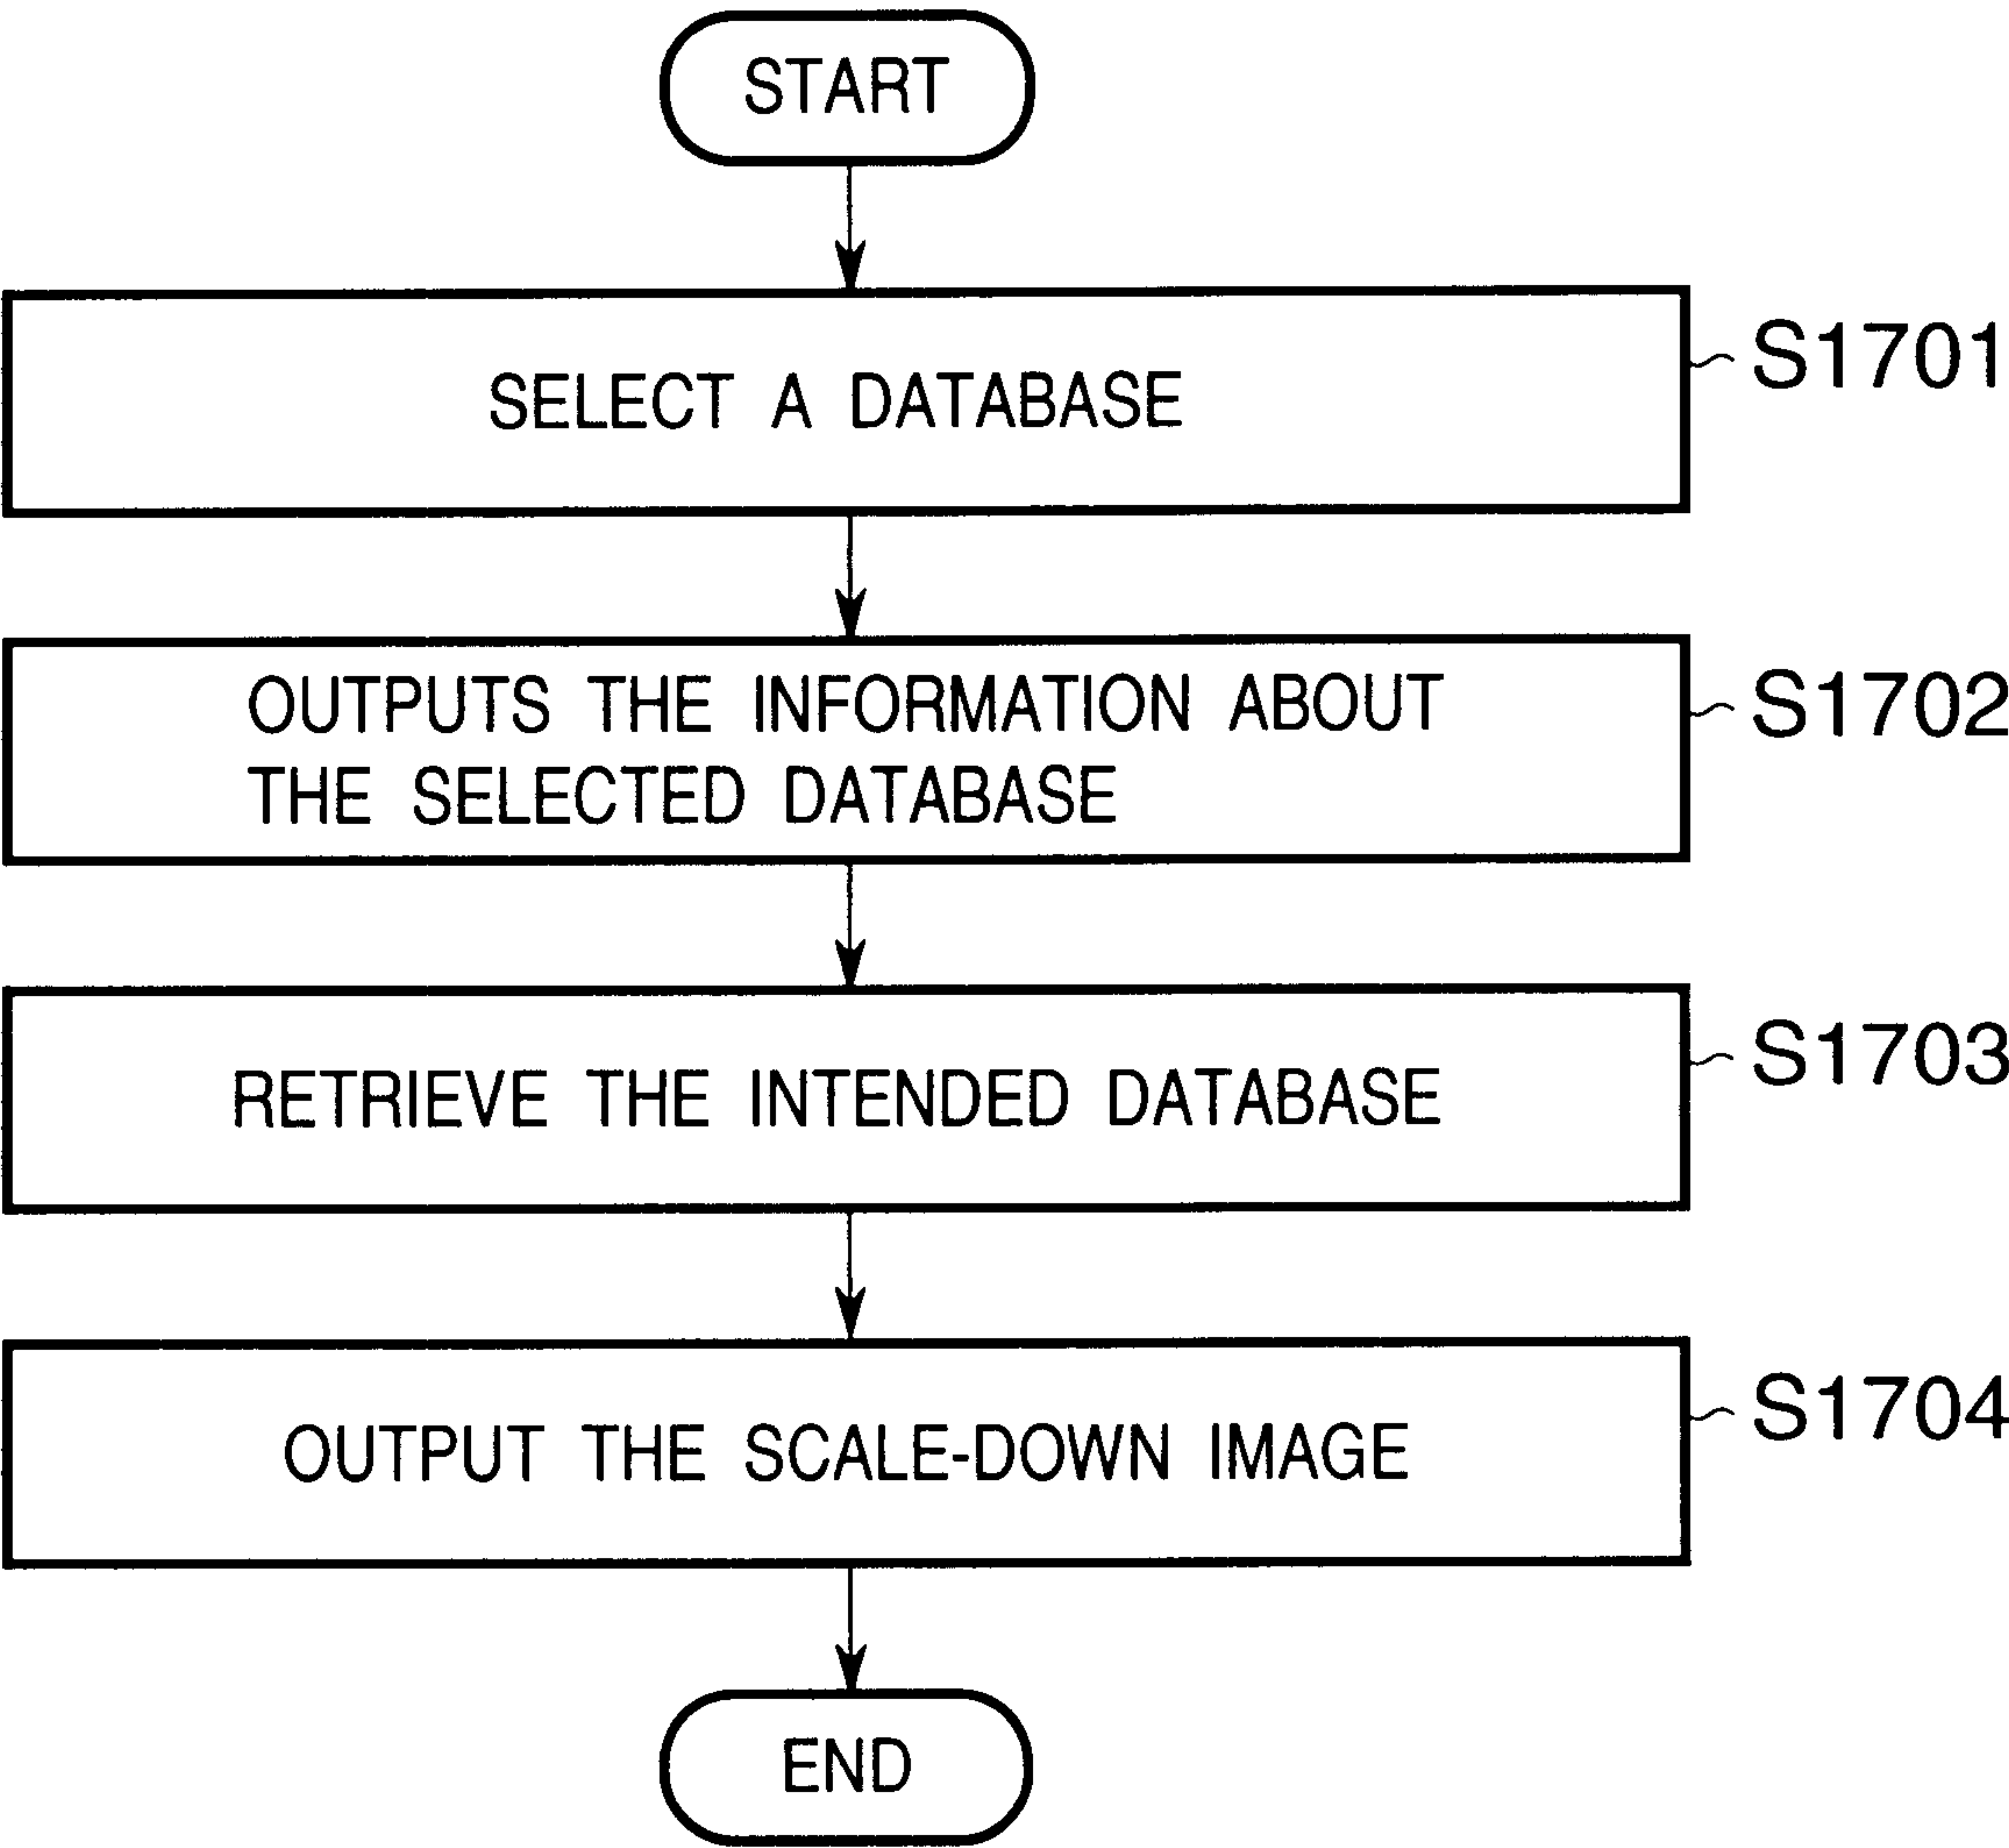 START
SELECT A DATABASE
S1701
OUTPUTS THE INFORMATION ABOUT
THE SELECTED DATABASE
S1702
RETRIEVE THE INTENDED DATABASE
S1703
OUTPUT THE SCALE-DOWN IMAGE
S1704
END